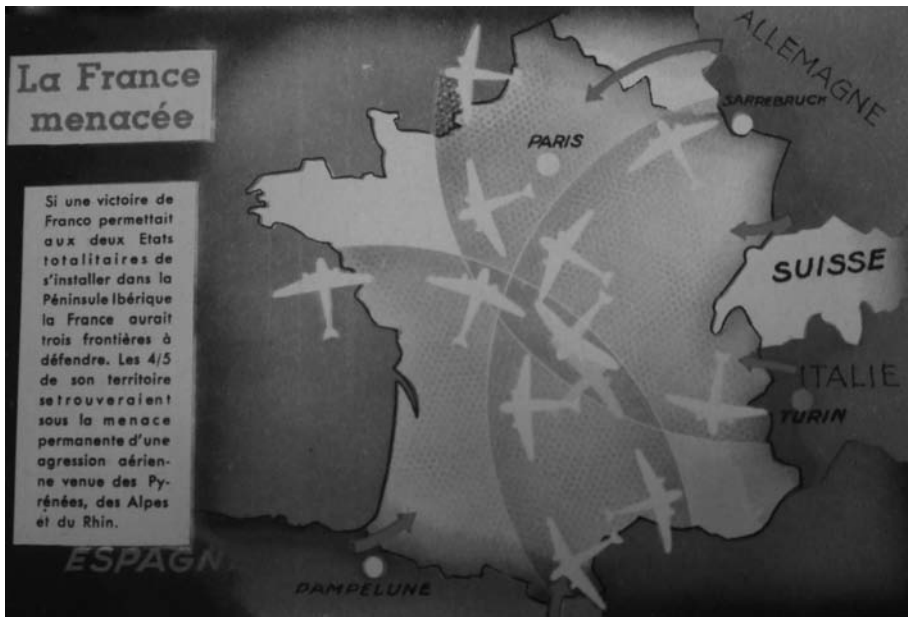 La France
menacée
Si une victoire de
Franco permettait
aux deux Etats
totalitaires de
s'installer dans la
Péninsule Ibérique
la France aurait
trois frontières à
défendre. Les 4/5
de son territoire
se trouveraient
sous la menace
permanente d'une
agression aérien-
ne venue des Py-
rénées, des Alpes
et du Rhin.
ALLEMAGNE
SARREBRUCK
PARIS
SUISSE
ITALIE
TURIN
ESPAGN
PAMPELUNE